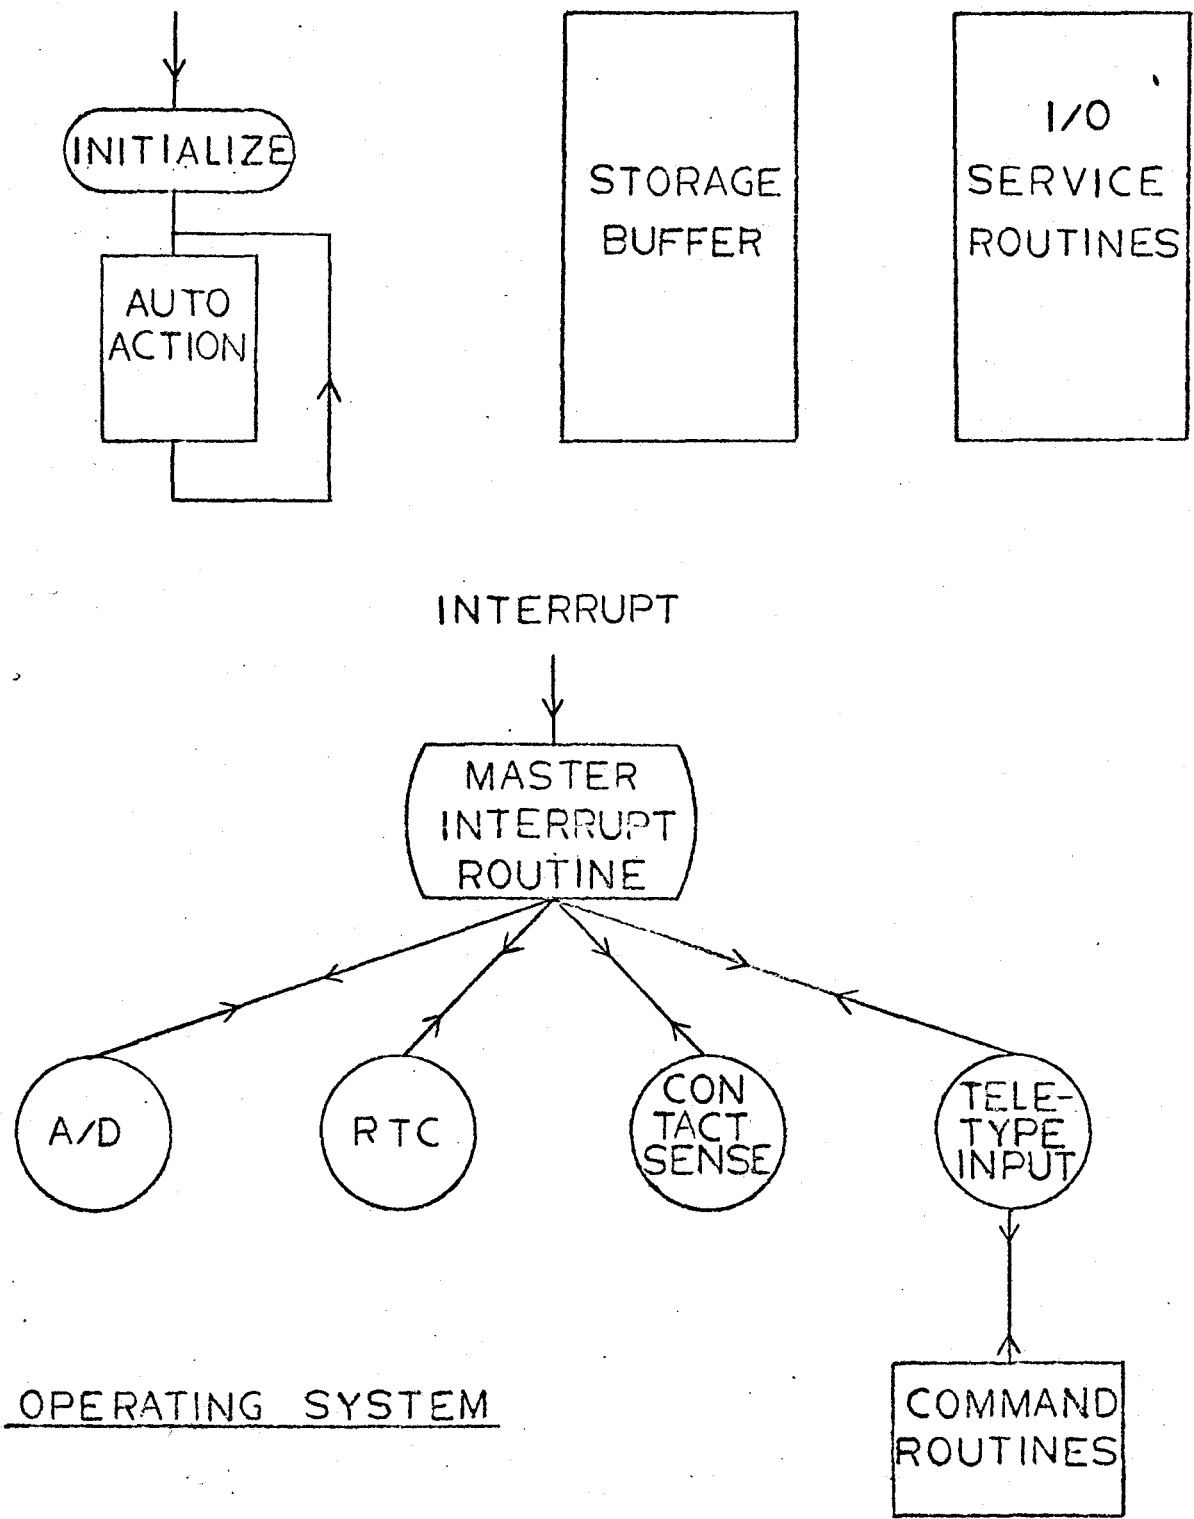 INITIALIZE
AUTO
ACTION
STORAGE
BUFFER
I/O
SERVICE
ROUTINES
INTERRUPT
MASTER
INTERRUPT
ROUTINE
A/D
RTC
CON
TACT
SENSE
TELE-
TYPE
INPUT
COMMAND
ROUTINES
OPERATING SYSTEM